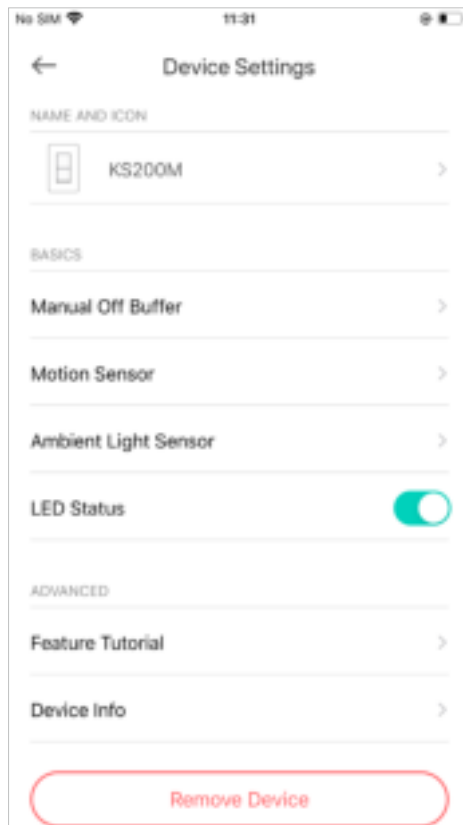 No SIM 11:31
Device Settings
NAME AND ICON
KS200M
BASICS
Manual Off Buffer
Motion Sensor
Ambient Light Sensor
LED Status
ADVANCED
Feature Tutorial
Device Info
Remove Device